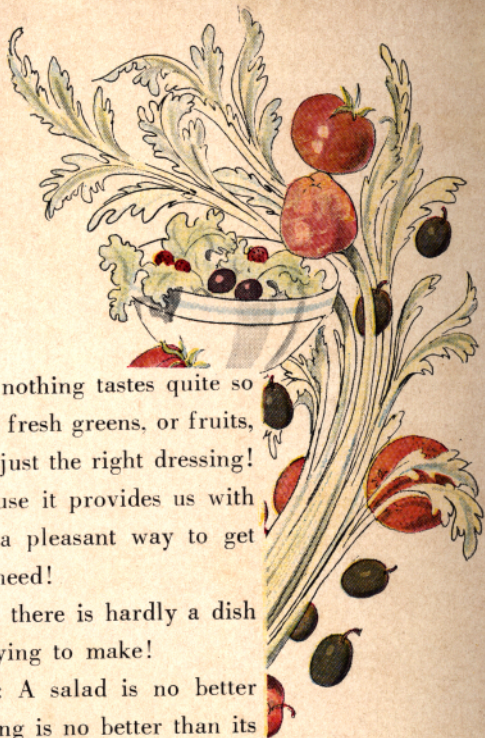 nothing tastes quite so
fresh greens, or fruits,
just the right dressing!
use it provides us with
a pleasant way to get
need!
there is hardly a dish
ying to make!
: A salad is no better
ng is no better than its